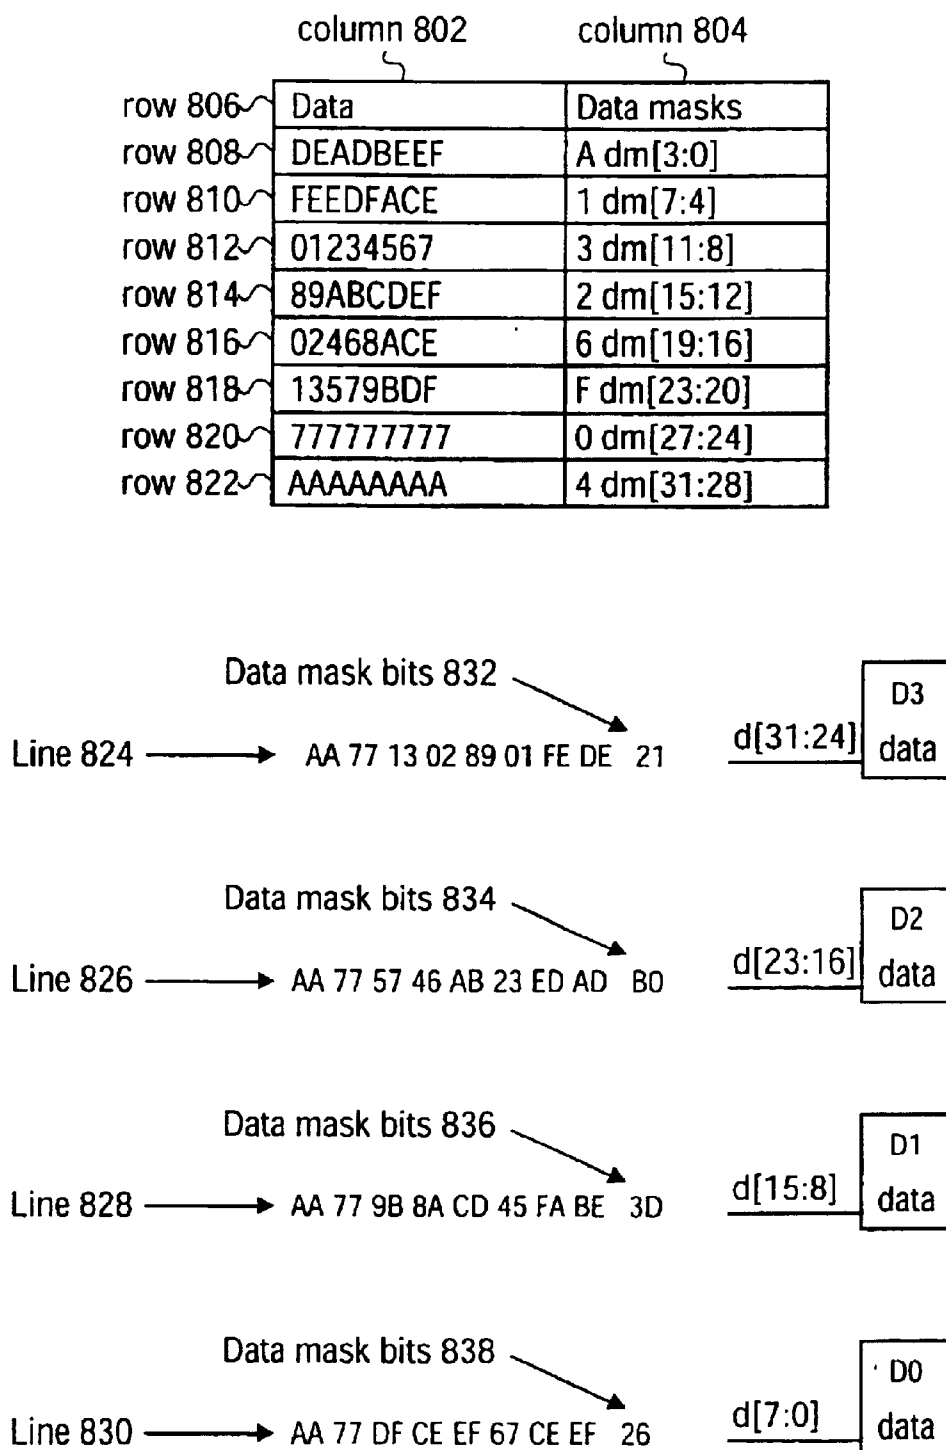 column 802 column 804
row 806 Data Data masks
row 808 DEADBEEF A dm[3:0]
row 810 FEEDFACE 1 dm[7:4]
row 812 01234567 3 dm[11:8]
row 814 89ABCDEF 2 dm[15:12]
row 816 02468ACE 6 dm[19:16]
row 818 13579BDF F dm[23:20]
row 820 777777777 0 dm[27:24]
row 822 AAAAAAAA 4 dm[31:28]
Data mask bits 832
D3
Line 824 AA 77 13 02 89 01 FE DE 21 d[31:24] data
Data mask bits 834
D2
Line 826 AA 77 57 46 AB 23 ED AD B0 d[23:16] data
Data mask bits 836
D1
Line 828 AA 77 9B 8A CD 45 FA BE 3D d[15:8] data
Data mask bits 838
D0
Line 830 AA 77 DF CE EF 67 CE EF 26 d[7:0] data